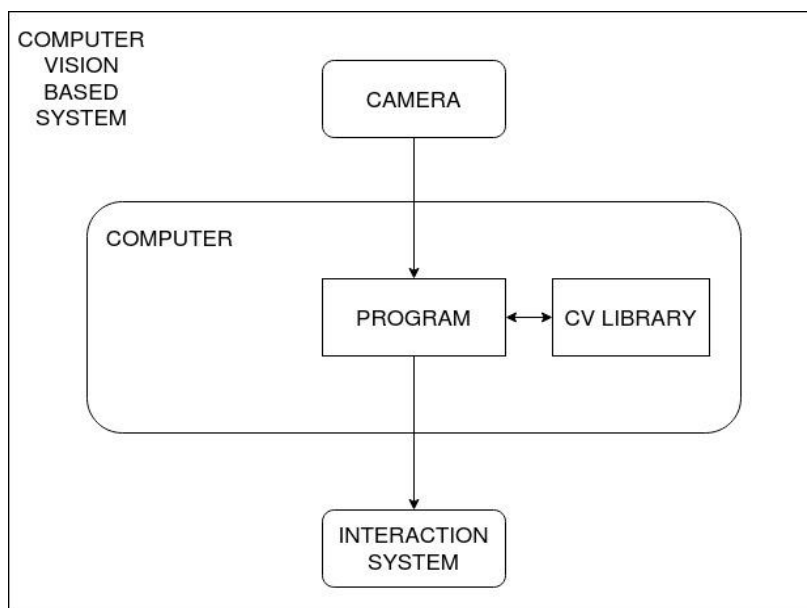 COMPUTER
VISION
BASED
SYSTEM
CAMERA
COMPUTER
PROGRAM
CV LIBRARY
INTERACTION
SYSTEM